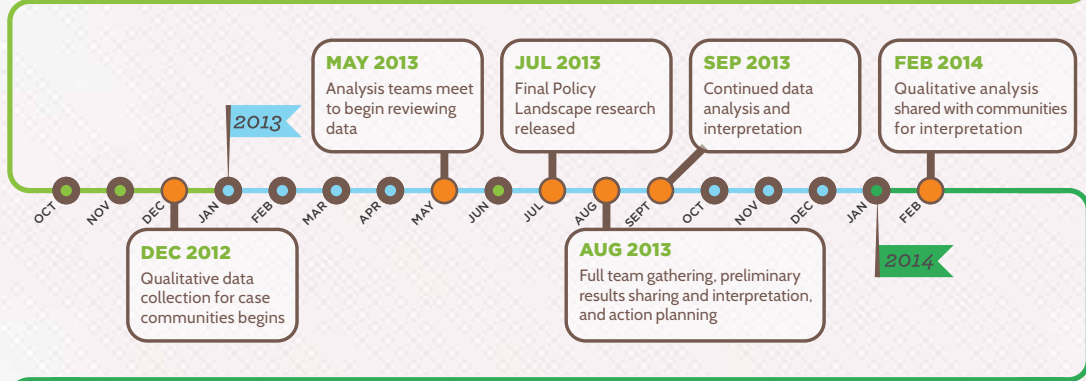 MAY 2013
Analysis teams meet
to begin reviewing
data
JUL 2013
Final Policy
Landscape research
released
SEP 2013
Continued data
analysis and
interpretation
FEB 2014
Qualitative analysis
shared with communities
for interpretation
2013
OCT
NOV
DEC
JAN
FEB
MAR
APR
MAY
JUN
JUL
AUG
SEPT
OCT
NOV
DEC
JAN
FEB
DEC 2012
Qualitative data
collection for case
communities begins
AUG 2013
Full team gathering, preliminary
results sharing and interpretation,
and action planning
2014